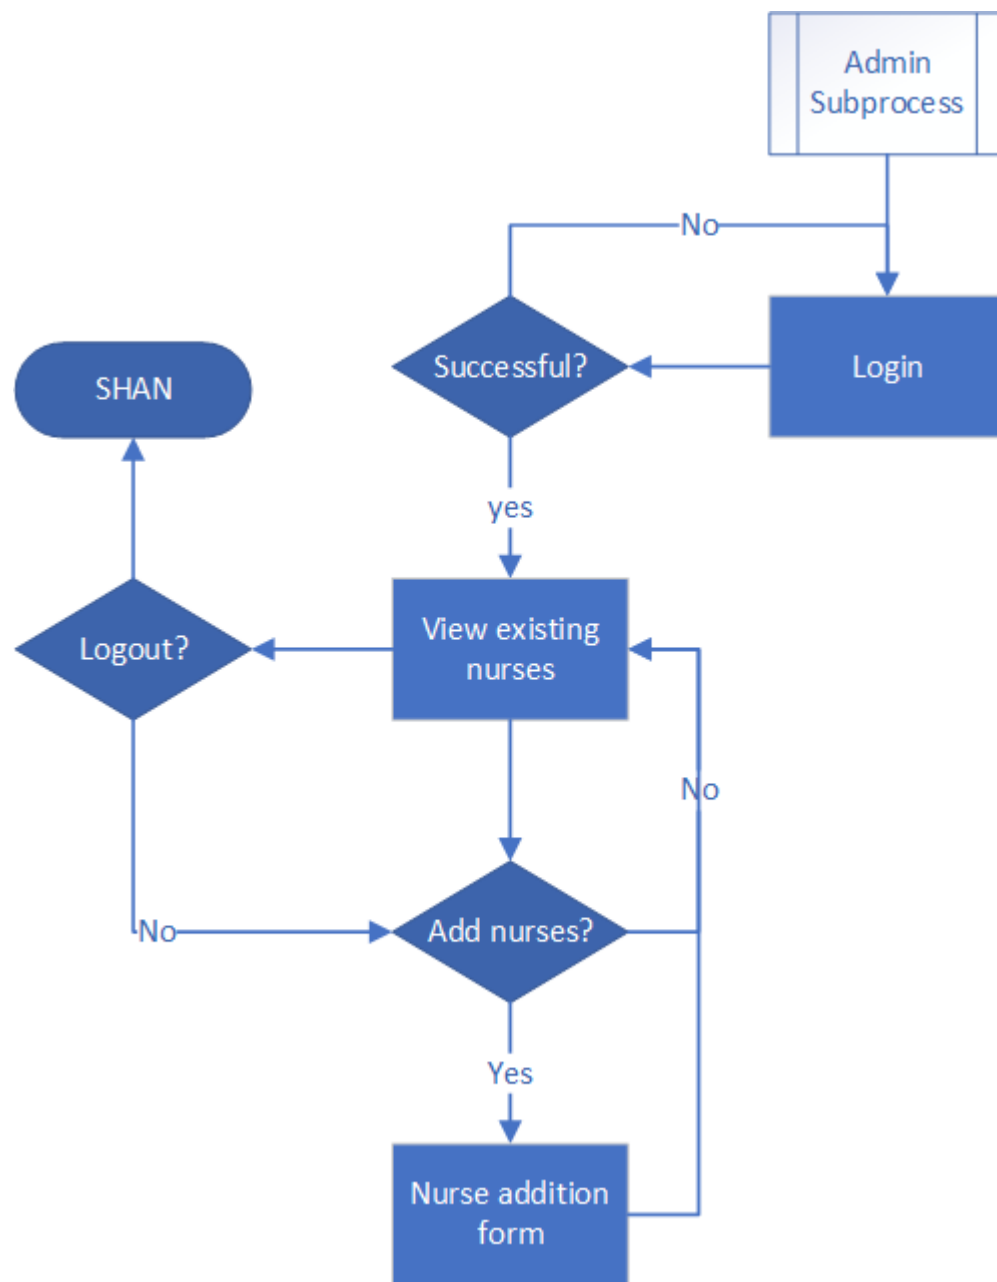 Admin
Subprocess
No
Successful?
Login
SHAN
yes
View existing
nurses
Logout?
No
Add nurses?
No
Yes
Nurse addition
form